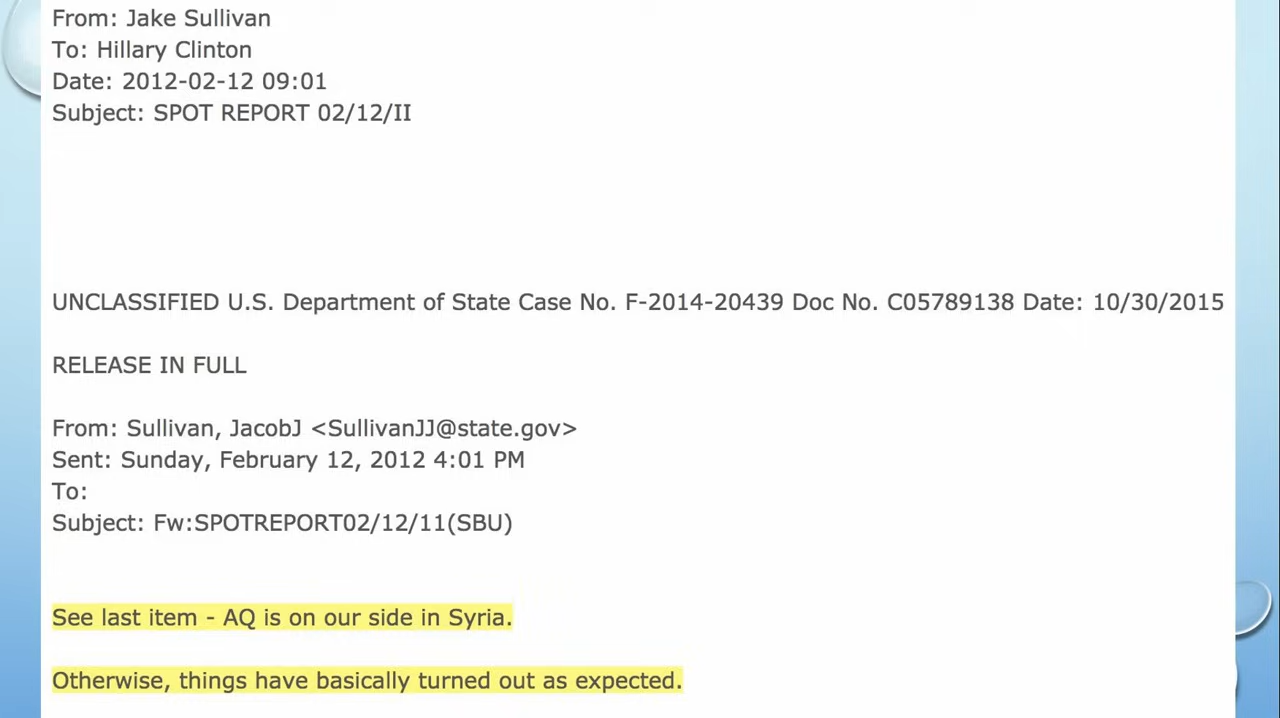 From: Jake Sullivan
To: Hillary Clinton
Date: 2012-02-12 09:01
Subject: SPOT REPORT 02/12/II
UNCLASSIFIED U.S. Department of State Case No. F-2014-20439 Doc No. C05789138 Date: 10/30/2015
RELEASE IN FULL
From: Sullivan, JacobJ <SullivanJJ@state.gov>
Sent: Sunday, February 12, 2012 4:01 PM
To:
Subject: Fw:SPOTREPORT02/12/11(SBU)
See last item - AQ is on our side in Syria.
Otherwise, things have basically turned out as expected.